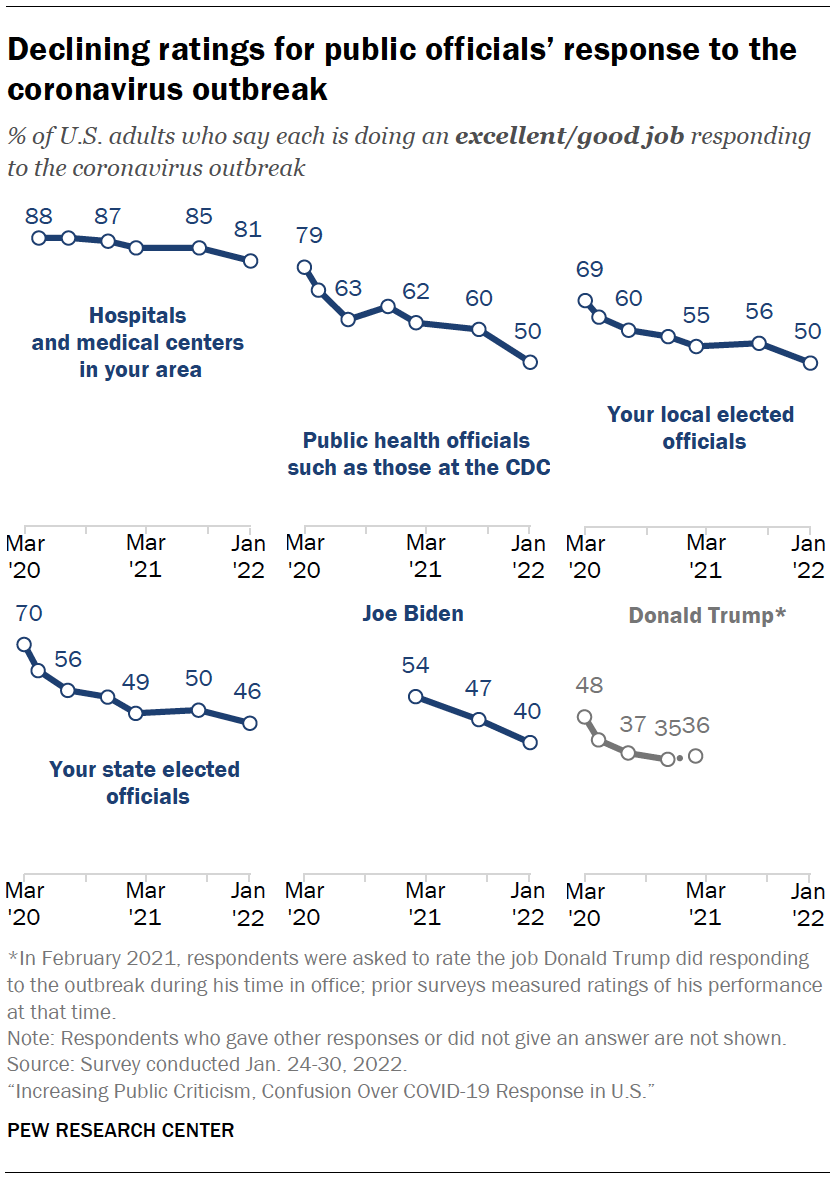 Declining ratings for public officials’ response to the
coronavirus outbreak
% of U.S. adults who say each is doing an excellent/good job responding
to the coronavirus outbreak
88 87 85 81
Hospitals
and medical centers
in your area
Mar '20 Mar '21 Jan '22
79 63 62 60 50
Public health officials
such as those at the CDC
Mar '20 Mar '21 Jan '22
69 60 55 56 50
Your local elected
officials
Mar '20 Mar '21 Jan '22
70 56 49 50 46
Your state elected
officials
Mar '20 Mar '21 Jan '22
Joe Biden
54 47 40
Mar '20 Mar '21 Jan '22
Donald Trump*
48 37 35 36
Mar '20 Mar '21 Jan '22
*In February 2021, respondents were asked to rate the job Donald Trump did responding
to the outbreak during his time in office; prior surveys measured ratings of his performance
at that time.
Note: Respondents who gave other responses or did not give an answer are not shown.
Source: Survey conducted Jan. 24-30, 2022.
“Increasing Public Criticism, Confusion Over COVID-19 Response in U.S.”
PEW RESEARCH CENTER